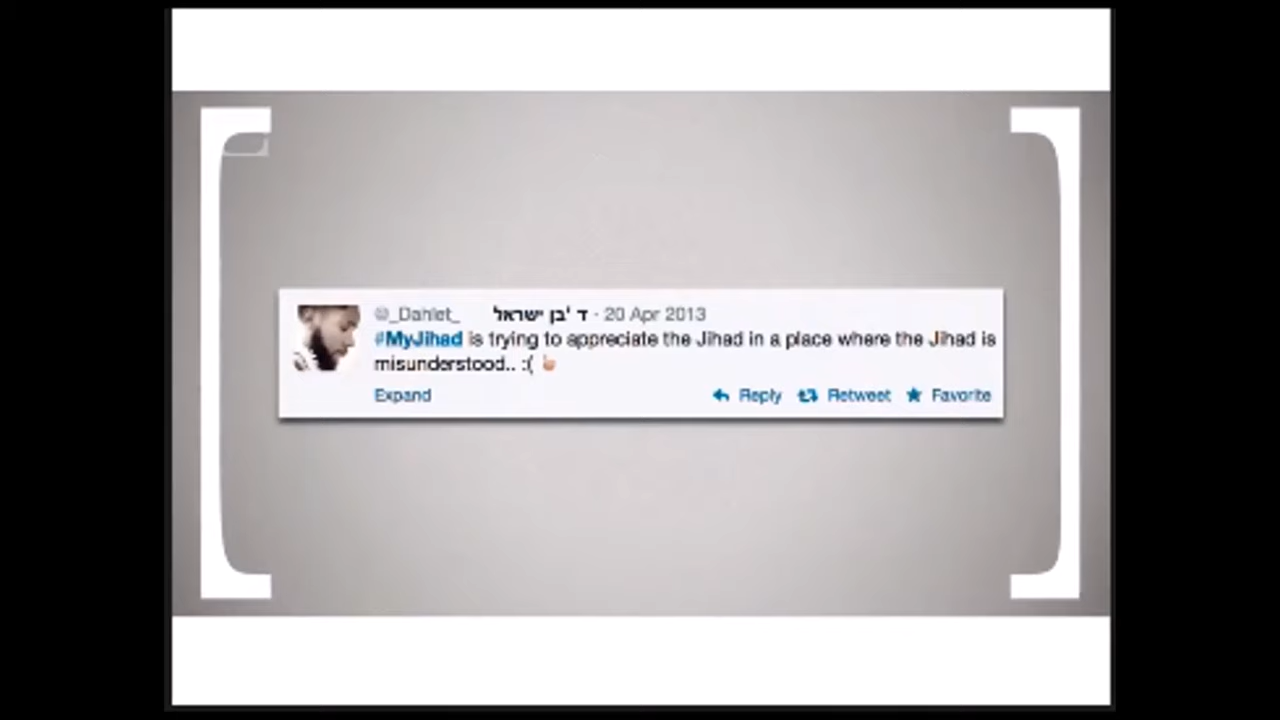 @_Dahlet_ ד 'בן ישראל · 20 Apr 2013
#MyJihad is trying to appreciate the Jihad in a place where the Jihad is
misunderstood.. :( 👆
Expand Reply Retweet Favorite